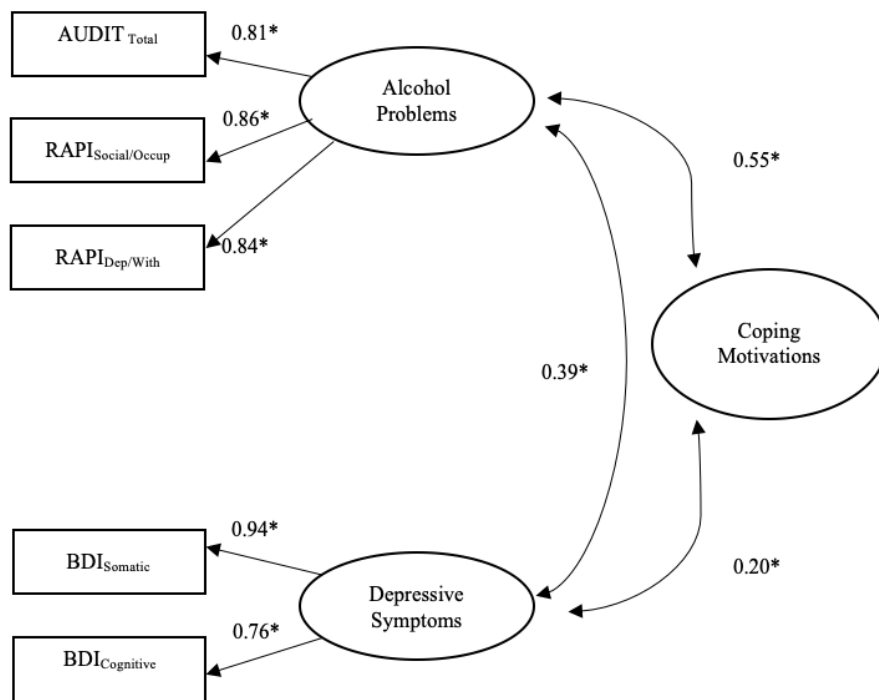 AUDIT Total
0.81*
Alcohol
Problems
0.86*
RAPISocial/Occup
0.55*
RAPIDep/With
0.84*
Coping
Motivations
0.39*
0.94*
BDISomatic
0.20*
Depressive
Symptoms
0.76*
BDICognitive